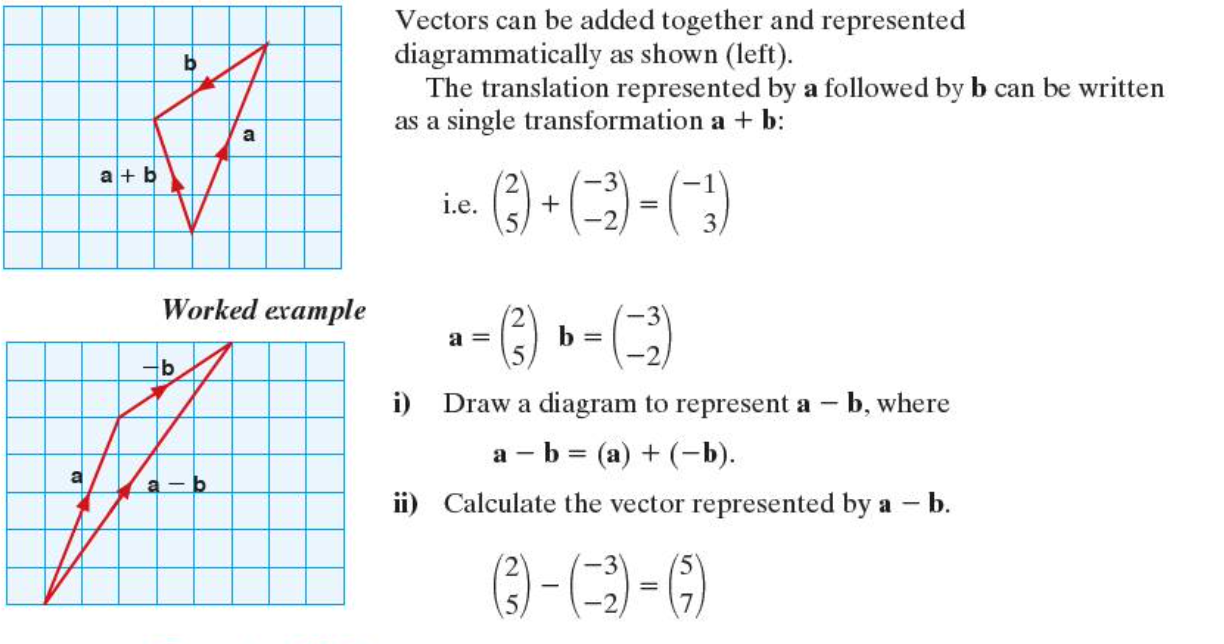 Vectors can be added together and represented
diagrammatically as shown (left).
The translation represented by a followed by b can be written
as a single transformation a + b:
b
a
a + b
i.e. (2 5) + (−3 −2) = (−1 3)
Worked example
a = (2 5) b = (−3 −2)
−b
a
a − b
i) Draw a diagram to represent a − b, where
a − b = (a) + (−b).
ii) Calculate the vector represented by a − b.
(2 5) − (−3 −2) = (5 7)